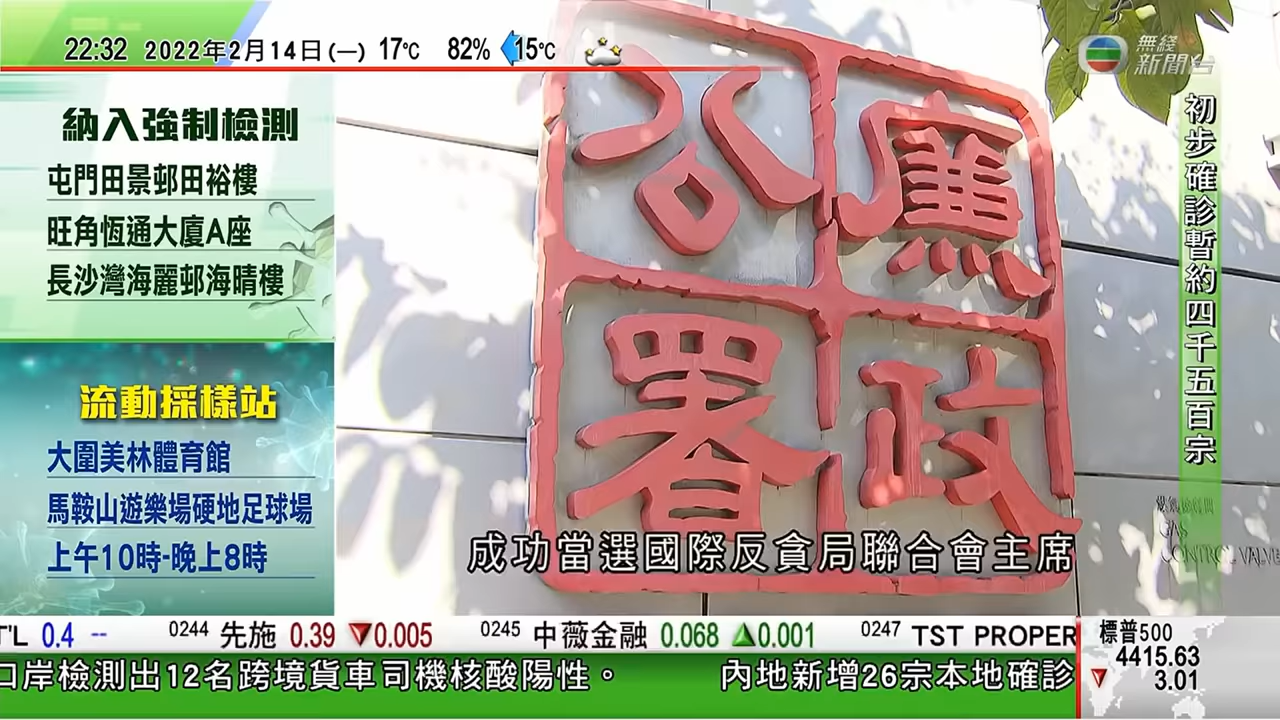 22:32 2022年2月14日(一) 17℃ 82% 15℃
無綫
新聞台
納入強制檢測
屯門田景邨田裕樓
旺角恆通大廈A座
長沙灣海麗邨海晴樓
流動採樣站
大圍美林體育館
馬鞍山遊樂場硬地足球場
上午10時-晚上8時
初步確診暫約四千五百宗
廉政
公署
GAS
CONTROL VALVE
成功當選國際反貪局聯合會主席
T'L 0.4 -- 0244 先施 0.39 ▼0.005 0245 中薇金融 0.068 ▲0.001 0247 TST PROPER
口岸檢測出12名跨境貨車司機核酸陽性。 內地新增26宗本地確診
標普500
4415.63
▼ 3.01